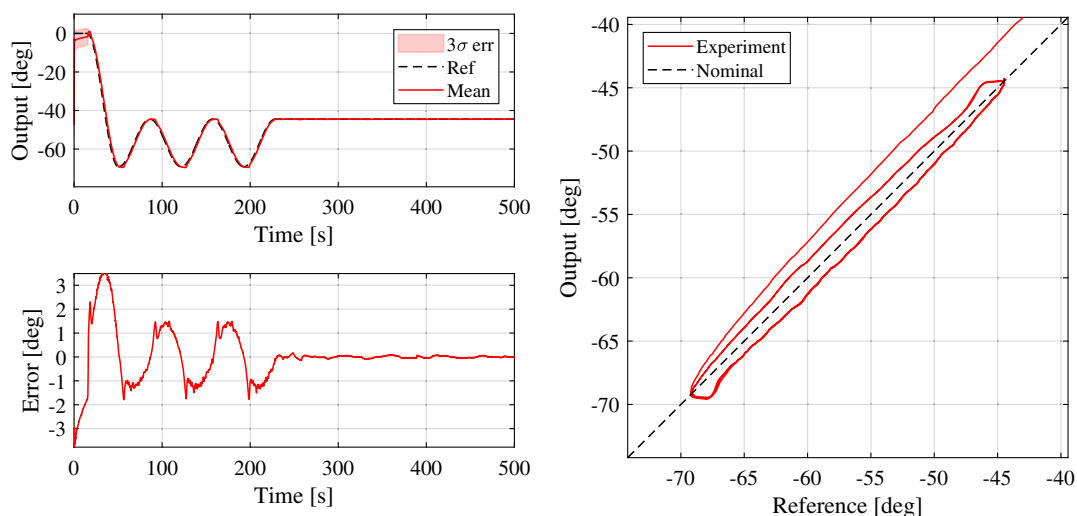 0
-20
-40
-60
Output [deg]
3σ err
Ref
Mean
0 100 200 300 400 500
Time [s]
3
2
1
0
-1
-2
-3
Error [deg]
0 100 200 300 400 500
Time [s]
-40
-45
-50
-55
-60
-65
-70
Output [deg]
Experiment
Nominal
-70 -65 -60 -55 -50 -45 -40
Reference [deg]